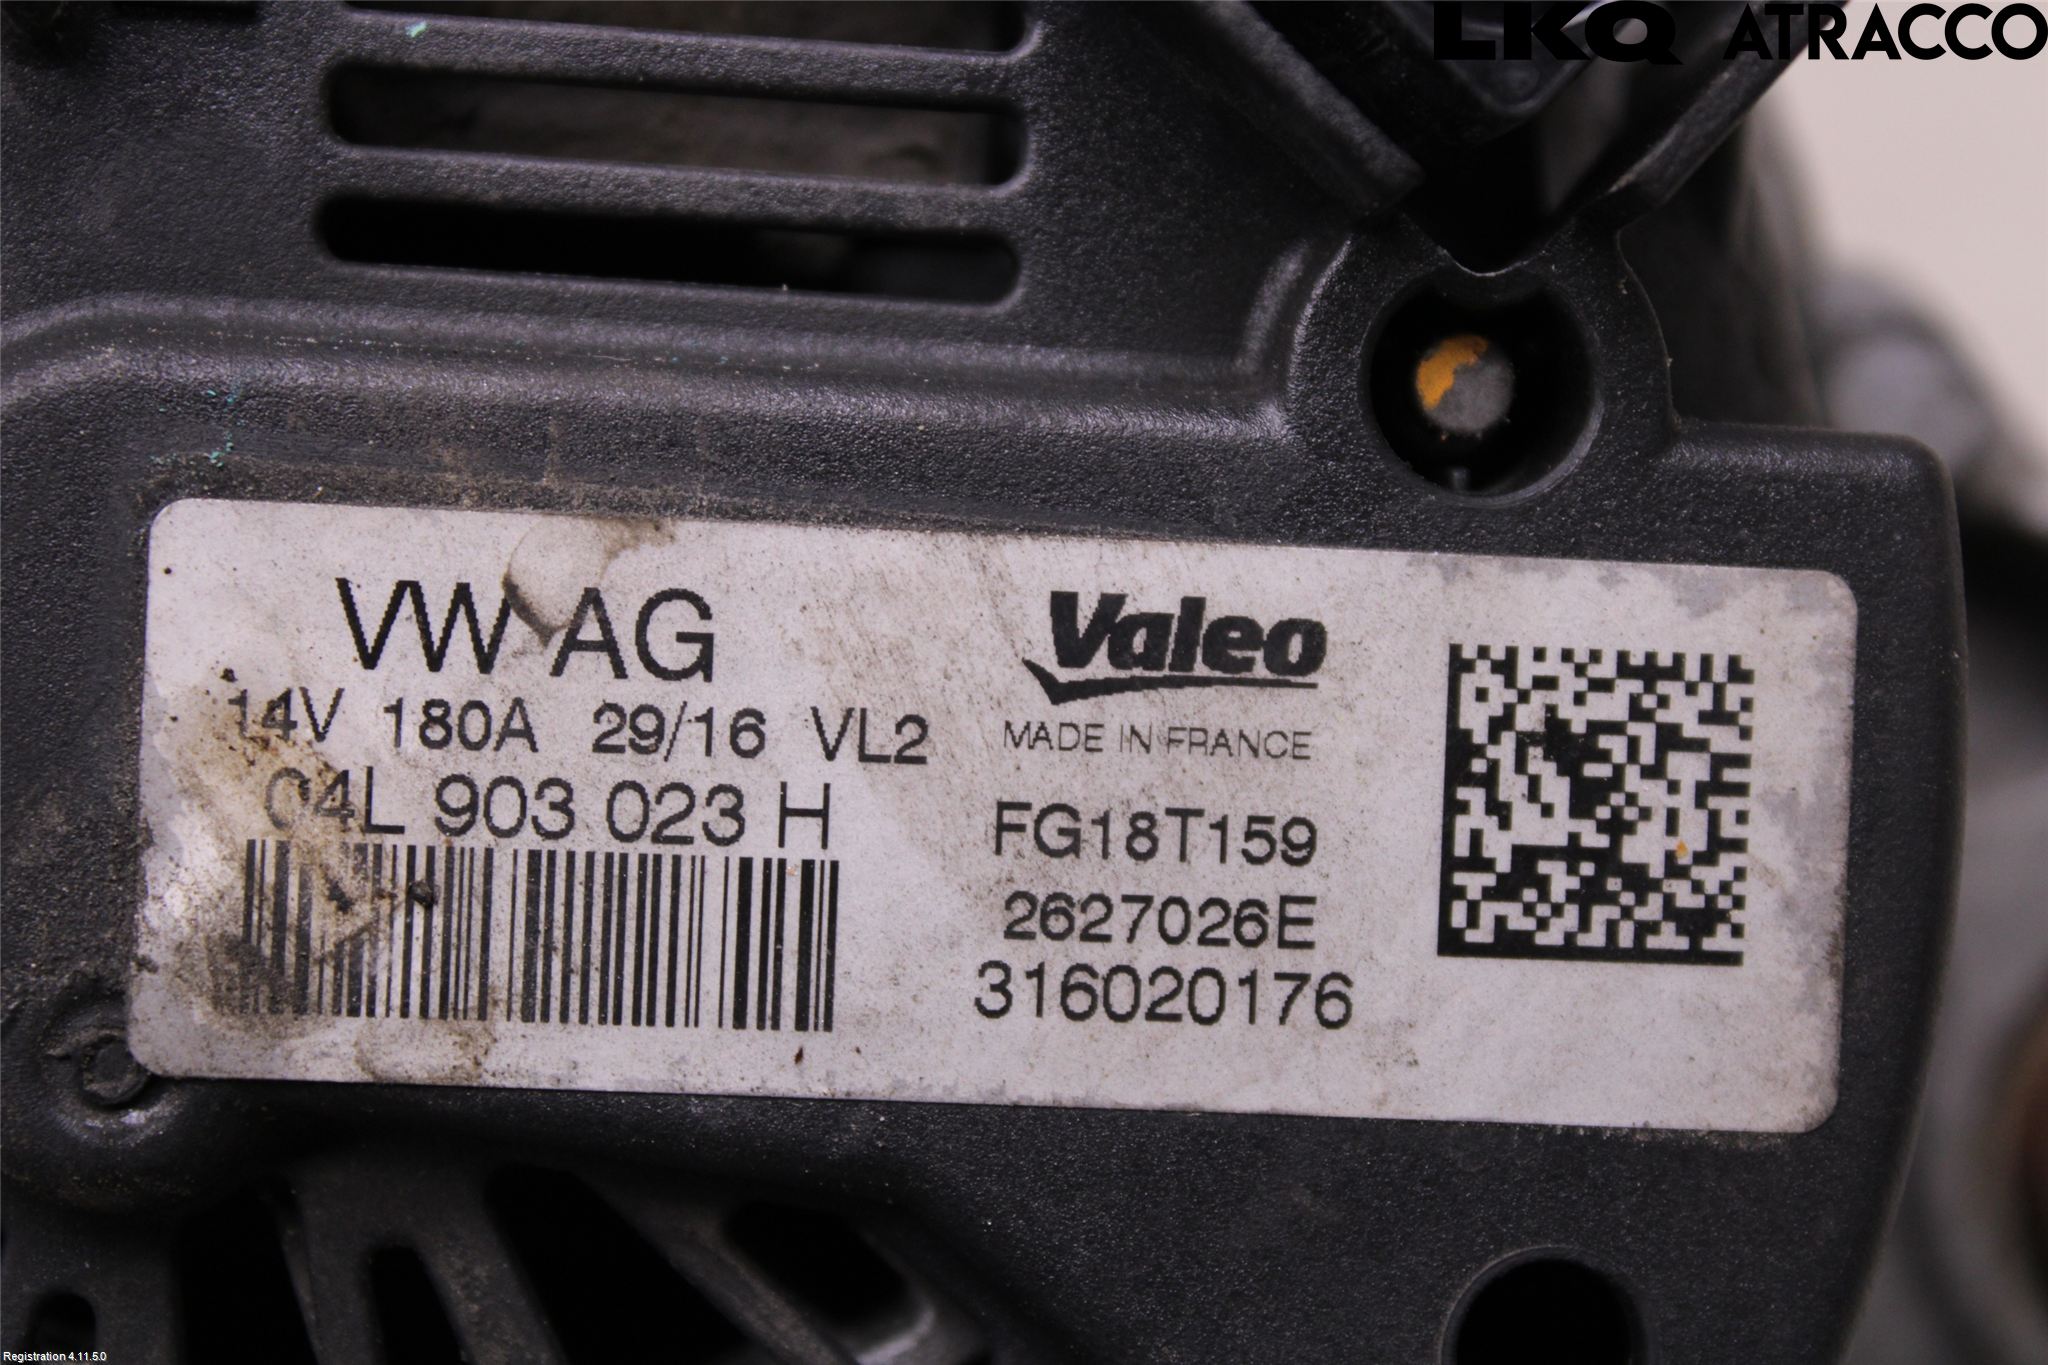 LKQ ATRACCO
VW AG
14V 180A 29/16 VL2
04L 903 023 H
Valeo
MADE IN FRANCE
FG18T159
2627026E
316020176
Registration 4.11.5.0